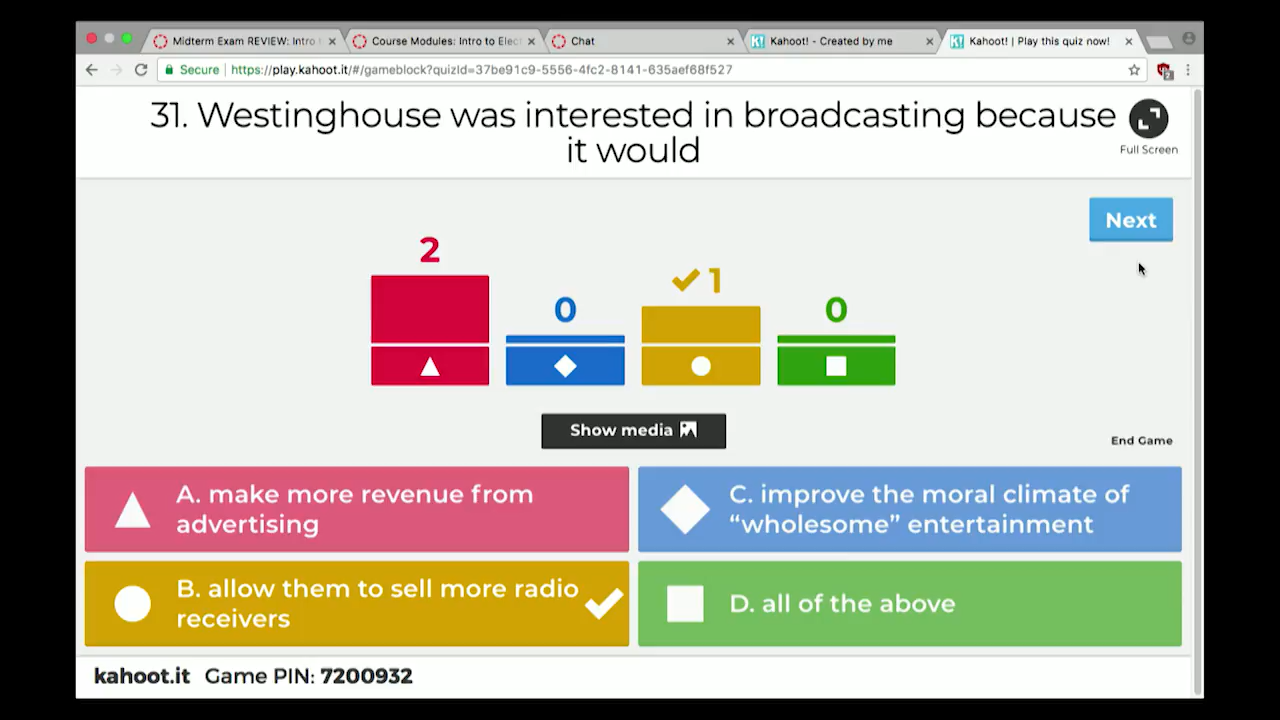 Midterm Exam REVIEW: Intro
Course Modules: Intro to Elect
Chat
K! Kahoot! - Created by me
K! Kahoot! | Play this quiz now!
Secure https://play.kahoot.it/#/gameblock?quizId=37be91c9-5556-4fc2-8141-635aef68f527
31. Westinghouse was interested in broadcasting because
it would
Full Screen
Next
2
0
1
0
Show media
End Game
A. make more revenue from
advertising
C. improve the moral climate of
“wholesome” entertainment
B. allow them to sell more radio
receivers
D. all of the above
kahoot.it Game PIN: 7200932